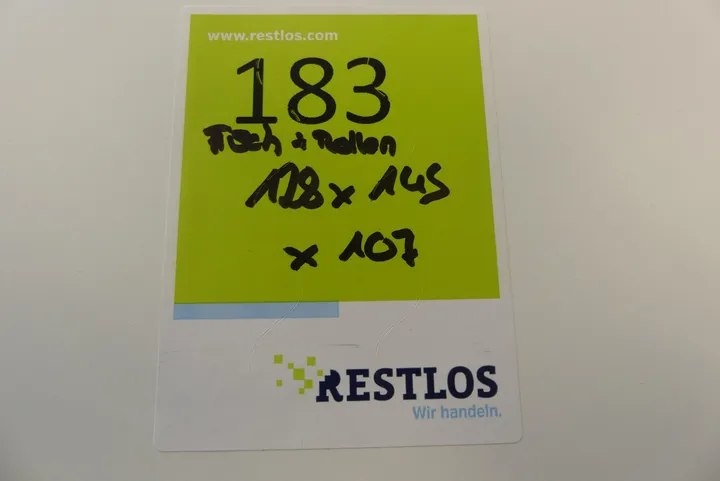 www.restlos.com
183
Tisch + Rollen
128 x 145
x 107
RESTLOS
Wir handeln.